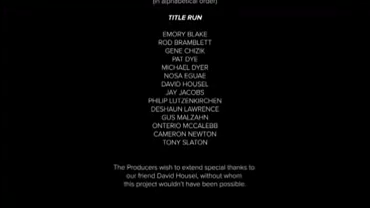 (in alphabetical order)
TITLE RUN
EMORY BLAKE
ROD BRAMBLETT
GENE CHIZIK
PAT DYE
MICHAEL DYER
NOSA EGUAE
DAVID HOUSEL
JAY JACOBS
PHILIP LUTZENKIRCHEN
DESHAUN LAWRENCE
GUS MALZAHN
ONTERIO MCCALEBB
CAMERON NEWTON
TONY SLATON
The Producers wish to extend special thanks to
our friend David Housel, without whom
this project wouldn't have been possible.